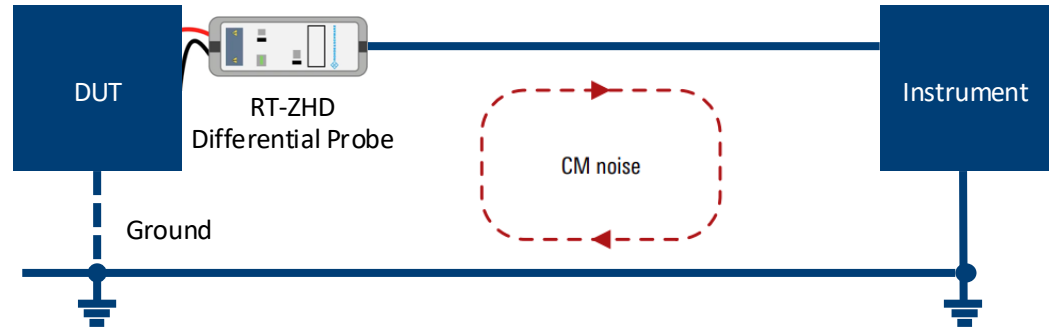 DUT
RT-ZHD
Differential Probe
Instrument
CM noise
Ground